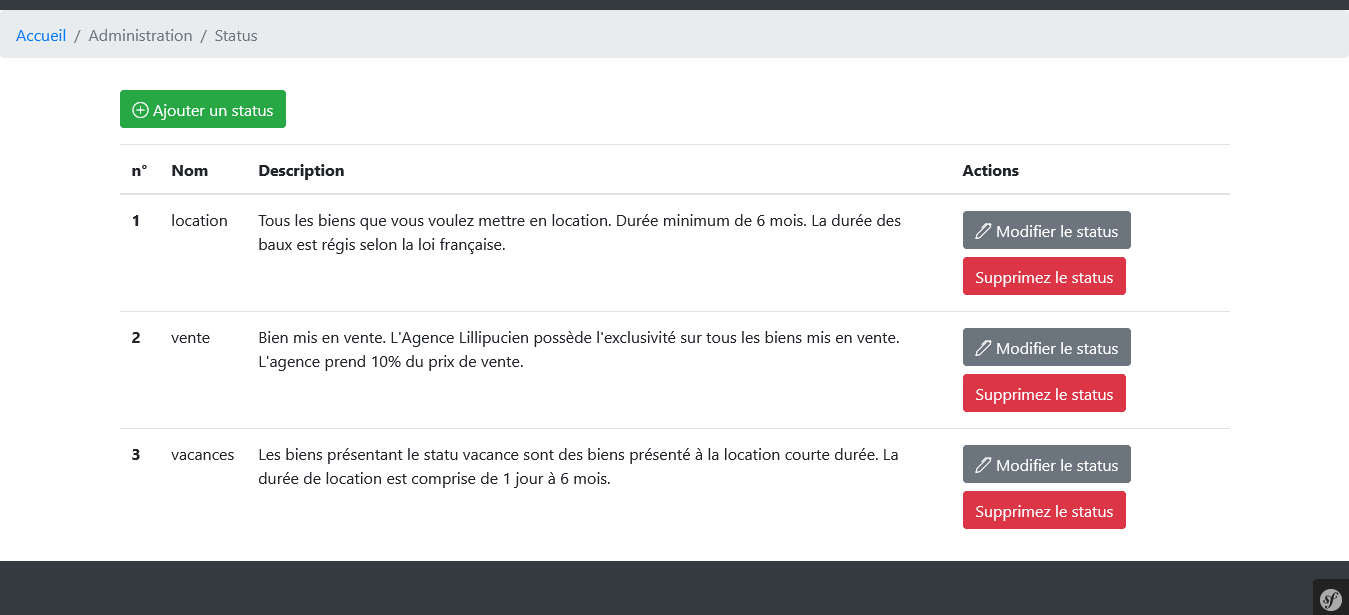 Accueil / Administration / Status
Ajouter un status
n° Nom Description Actions
1 location Tous les biens que vous voulez mettre en location. Durée minimum de 6 mois. La durée des
baux est régis selon la loi française.
Modifier le status
Supprimez le status
2 vente Bien mis en vente. L'Agence Lillipucien possède l'exclusivité sur tous les biens mis en vente.
L'agence prend 10% du prix de vente.
Modifier le status
Supprimez le status
3 vacances Les biens présentant le statu vacance sont des biens présenté à la location courte durée. La
durée de location est comprise de 1 jour à 6 mois.
Modifier le status
Supprimez le status
sf